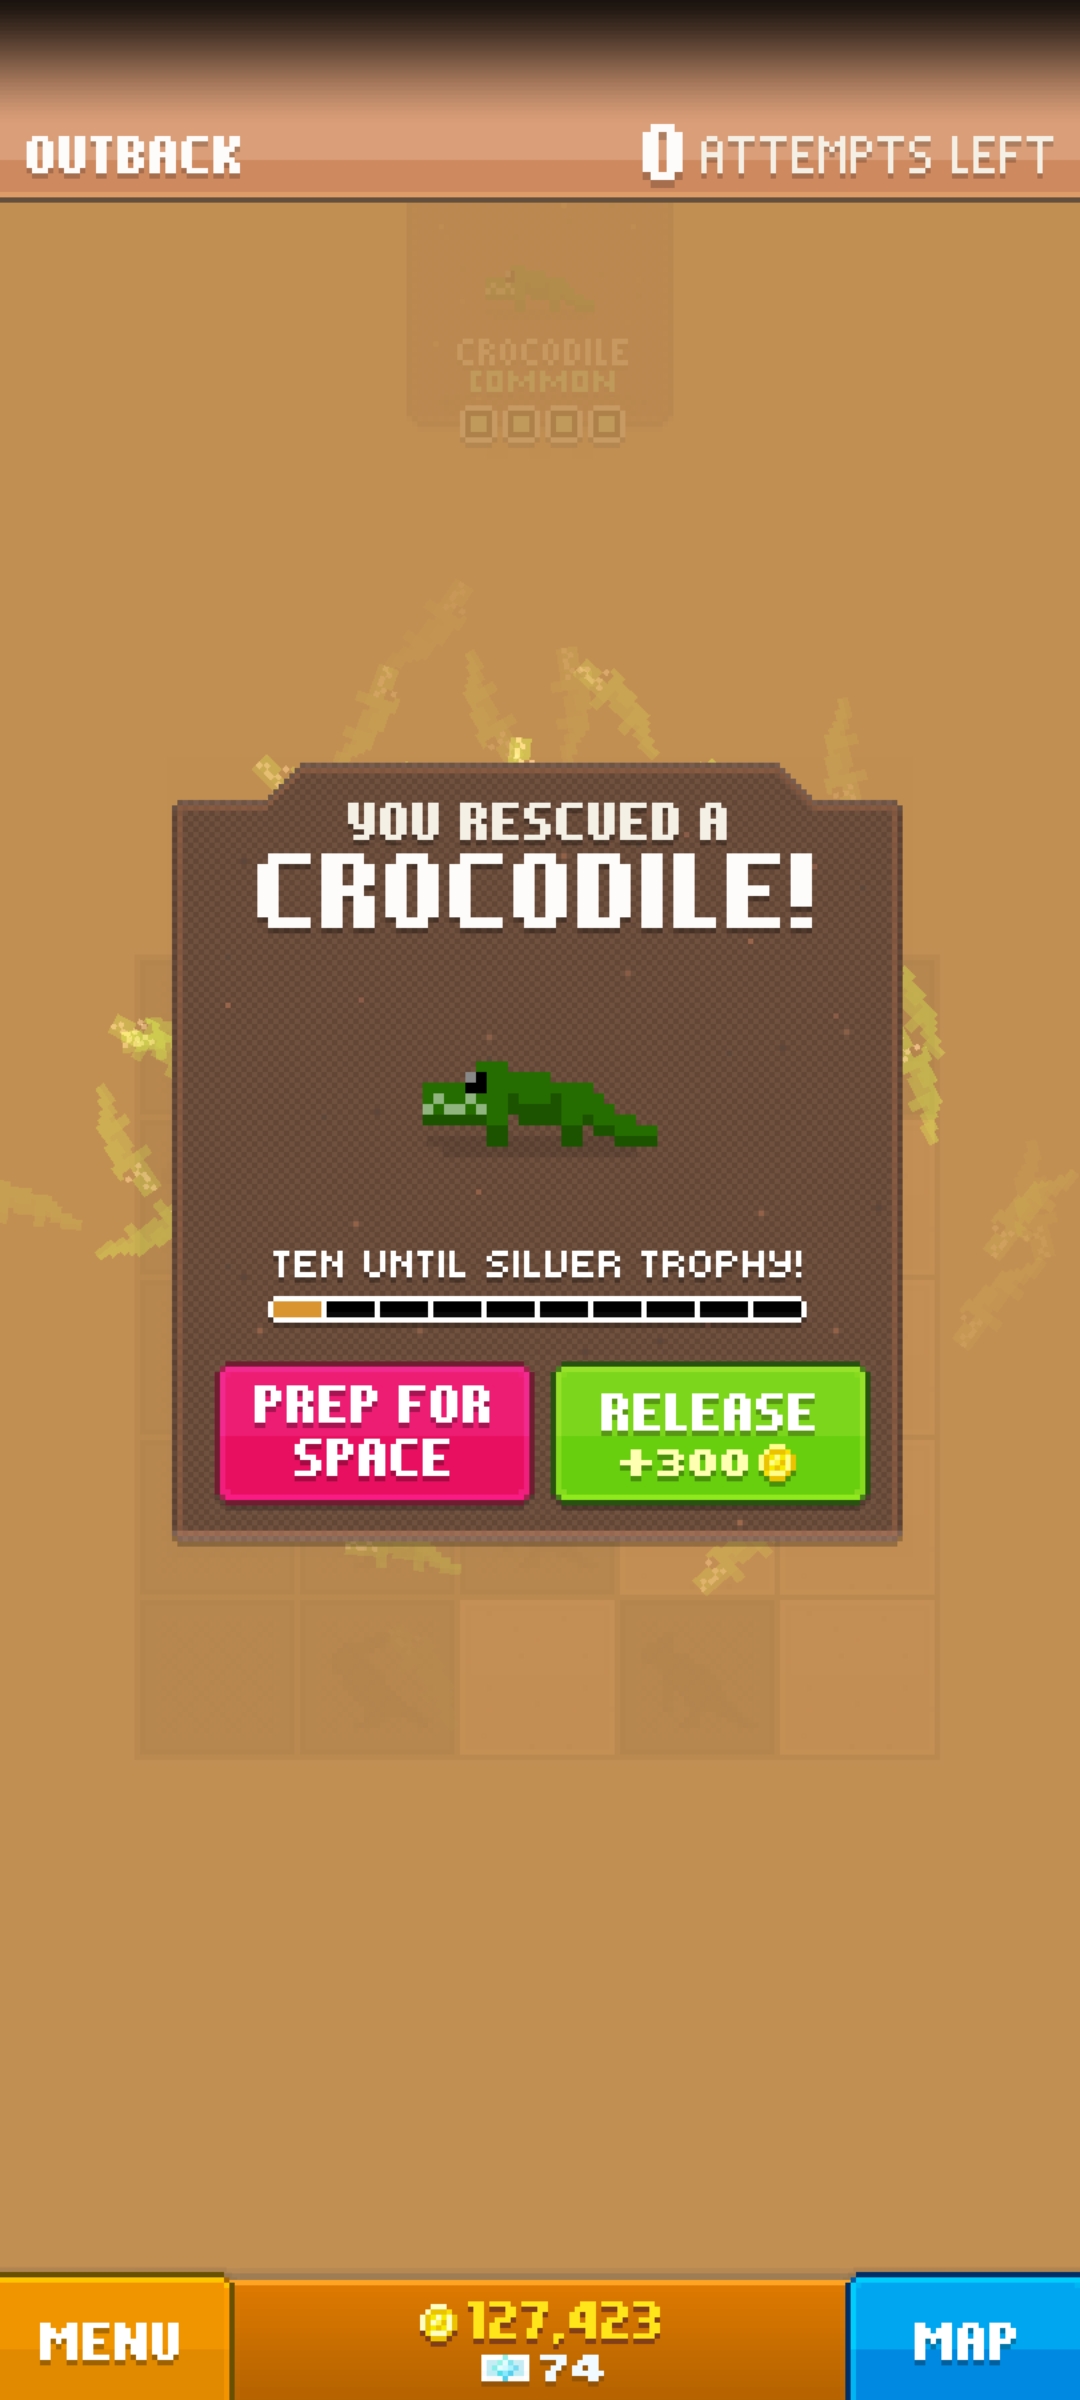 OUTBACK
0 ATTEMPTS LEFT
CROCODILE
COMMON
YOU RESCUED A
CROCODILE!
TEN UNTIL SILVER TROPHY!
PREP FOR
SPACE
RELEASE
+300
MENU
127,423
74
MAP